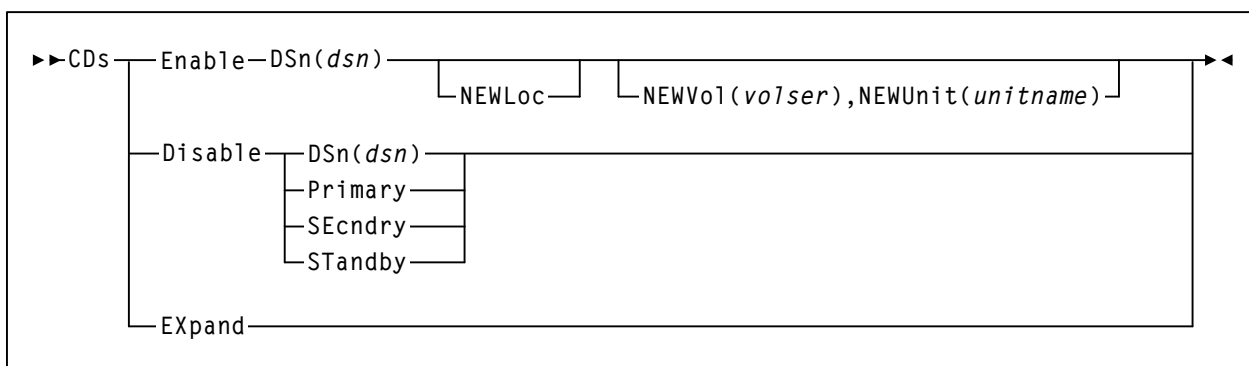 CDs Enable DSn(dsn)
NEWLoc NEWVol(volser),NEWUnit(unitname)
Disable DSn(dsn)
Primary
SEcndry
STandby
EXpand